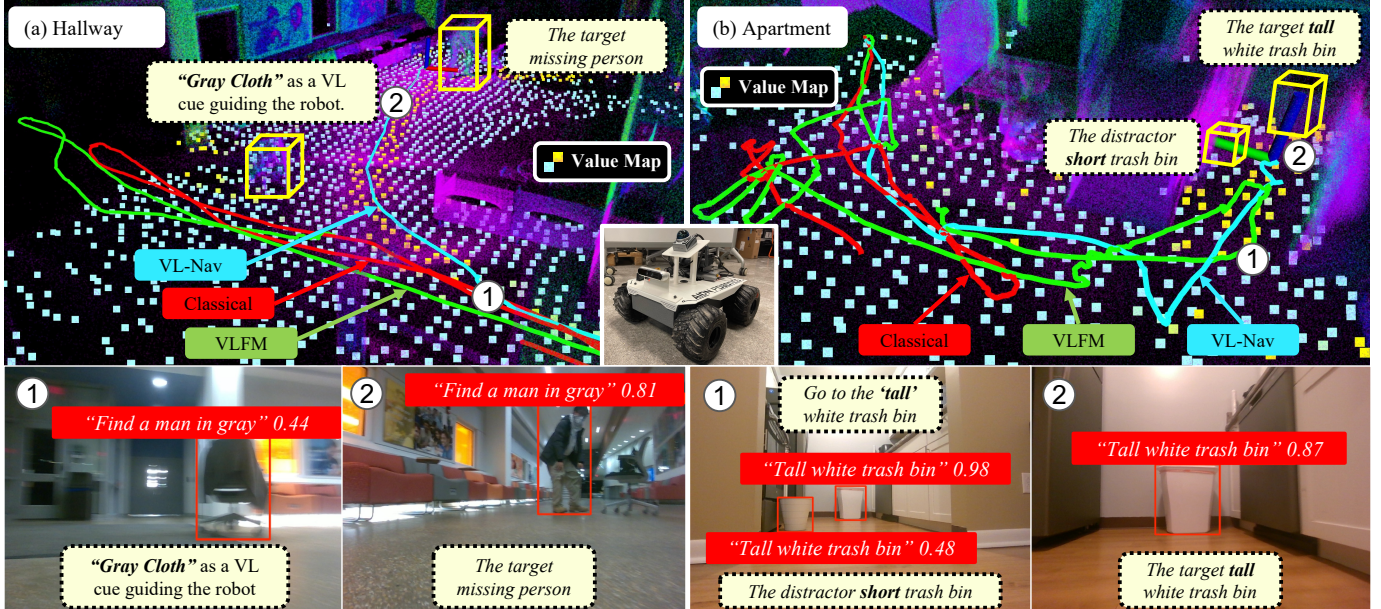 (a) Hallway
The target
missing person
"Gray Cloth" as a VL
cue guiding the robot.
2
Value Map
VL-Nav
Classical
VLFM
1
(b) Apartment
The target tall
white trash bin
Value Map
The distractor
short trash bin
2
1
Classical
VLFM
VL-Nav
1
"Find a man in gray" 0.44
"Gray Cloth" as a VL
cue guiding the robot
2
"Find a man in gray" 0.81
The target
missing person
1
Go to the 'tall'
white trash bin
"Tall white trash bin" 0.98
"Tall white trash bin" 0.48
The distractor short trash bin
2
"Tall white trash bin" 0.87
The target tall
white trash bin